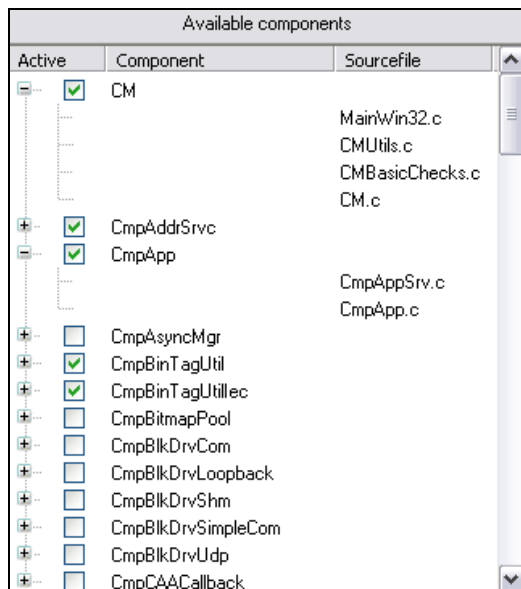 Available components
Active Component Sourcefile
CM
MainWin32.c
CMUtils.c
CMBasicChecks.c
CM.c
CmpAddrSrvc
CmpApp
CmpAppSrv.c
CmpApp.c
CmpAsyncMgr
CmpBinTagUtil
CmpBinTagUtilIec
CmpBitmapPool
CmpBlkDrvCom
CmpBlkDrvLoopback
CmpBlkDrvShm
CmpBlkDrvSimpleCom
CmpBlkDrvUdp
CmpCAACallback